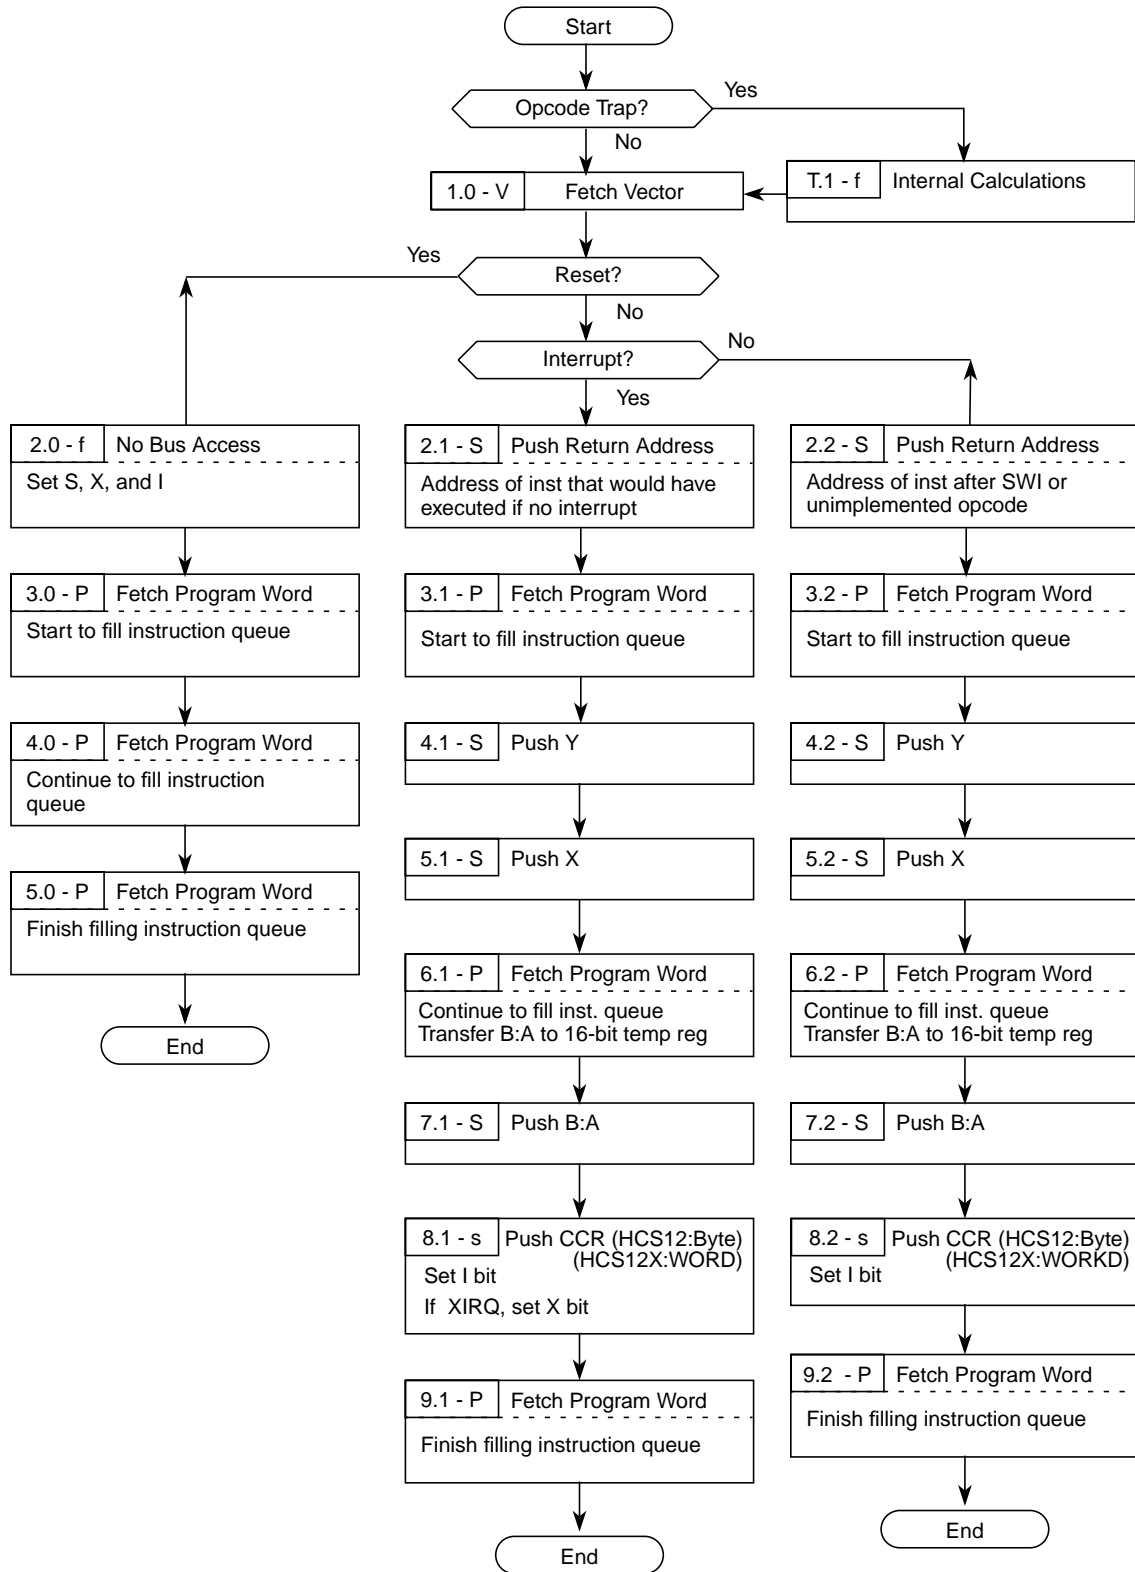 Start
Opcode Trap?
Yes
No
1.0 - V Fetch Vector
T.1 - f Internal Calculations
Yes
Reset?
No
Interrupt?
No
Yes
2.0 - f No Bus Access
Set S, X, and I
3.0 - P Fetch Program Word
Start to fill instruction queue
4.0 - P Fetch Program Word
Continue to fill instruction
queue
5.0 - P Fetch Program Word
Finish filling instruction queue
End
2.1 - S Push Return Address
Address of inst that would have
executed if no interrupt
3.1 - P Fetch Program Word
Start to fill instruction queue
4.1 - S Push Y
5.1 - S Push X
6.1 - P Fetch Program Word
Continue to fill inst. queue
Transfer B:A to 16-bit temp reg
7.1 - S Push B:A
8.1 - s Push CCR (HCS12:Byte)
(HCS12X:WORD)
Set I bit
If XIRQ, set X bit
9.1 - P Fetch Program Word
Finish filling instruction queue
End
2.2 - S Push Return Address
Address of inst after SWI or
unimplemented opcode
3.2 - P Fetch Program Word
Start to fill instruction queue
4.2 - S Push Y
5.2 - S Push X
6.2 - P Fetch Program Word
Continue to fill inst. queue
Transfer B:A to 16-bit temp reg
7.2 - S Push B:A
8.2 - s Push CCR (HCS12:Byte)
(HCS12X:WORKD)
Set I bit
9.2 - P Fetch Program Word
Finish filling instruction queue
End